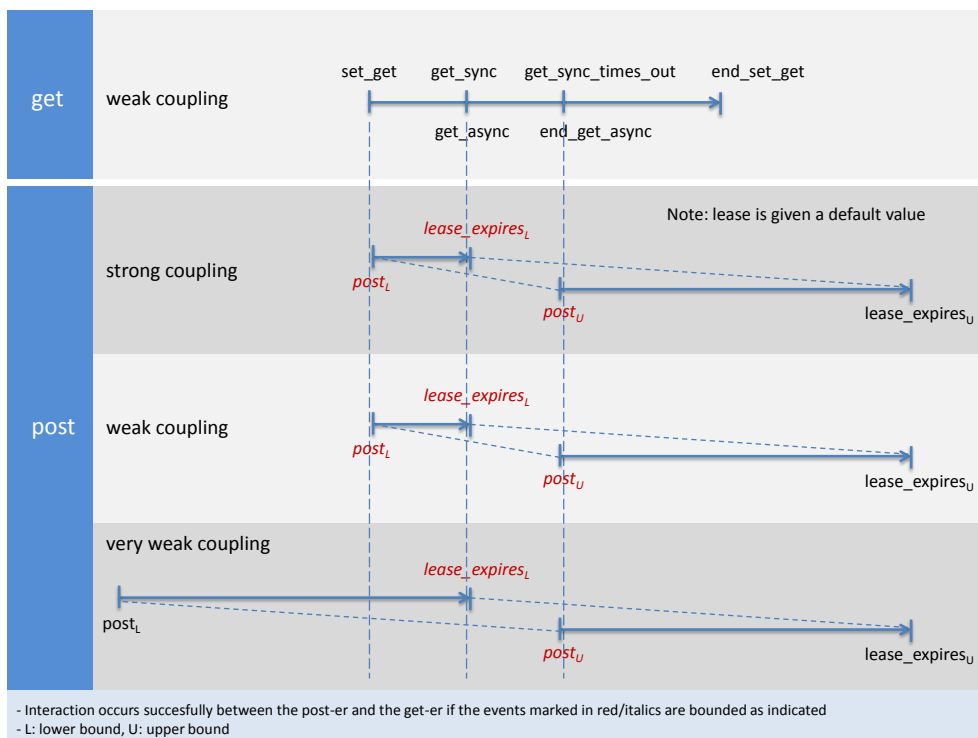 get
weak coupling
set_get
get_sync
get_sync_times_out
end_set_get
get_async
end_get_async
post
strong coupling
Note: lease is given a default value
lease_expiresL
postL
postU
lease_expiresU
weak coupling
lease_expiresL
postL
postU
lease_expiresU
very weak coupling
lease_expiresL
postL
postU
lease_expiresU
- Interaction occurs succesfully between the post-er and the get-er if the events marked in red/italics are bounded as indicated
- L: lower bound, U: upper bound